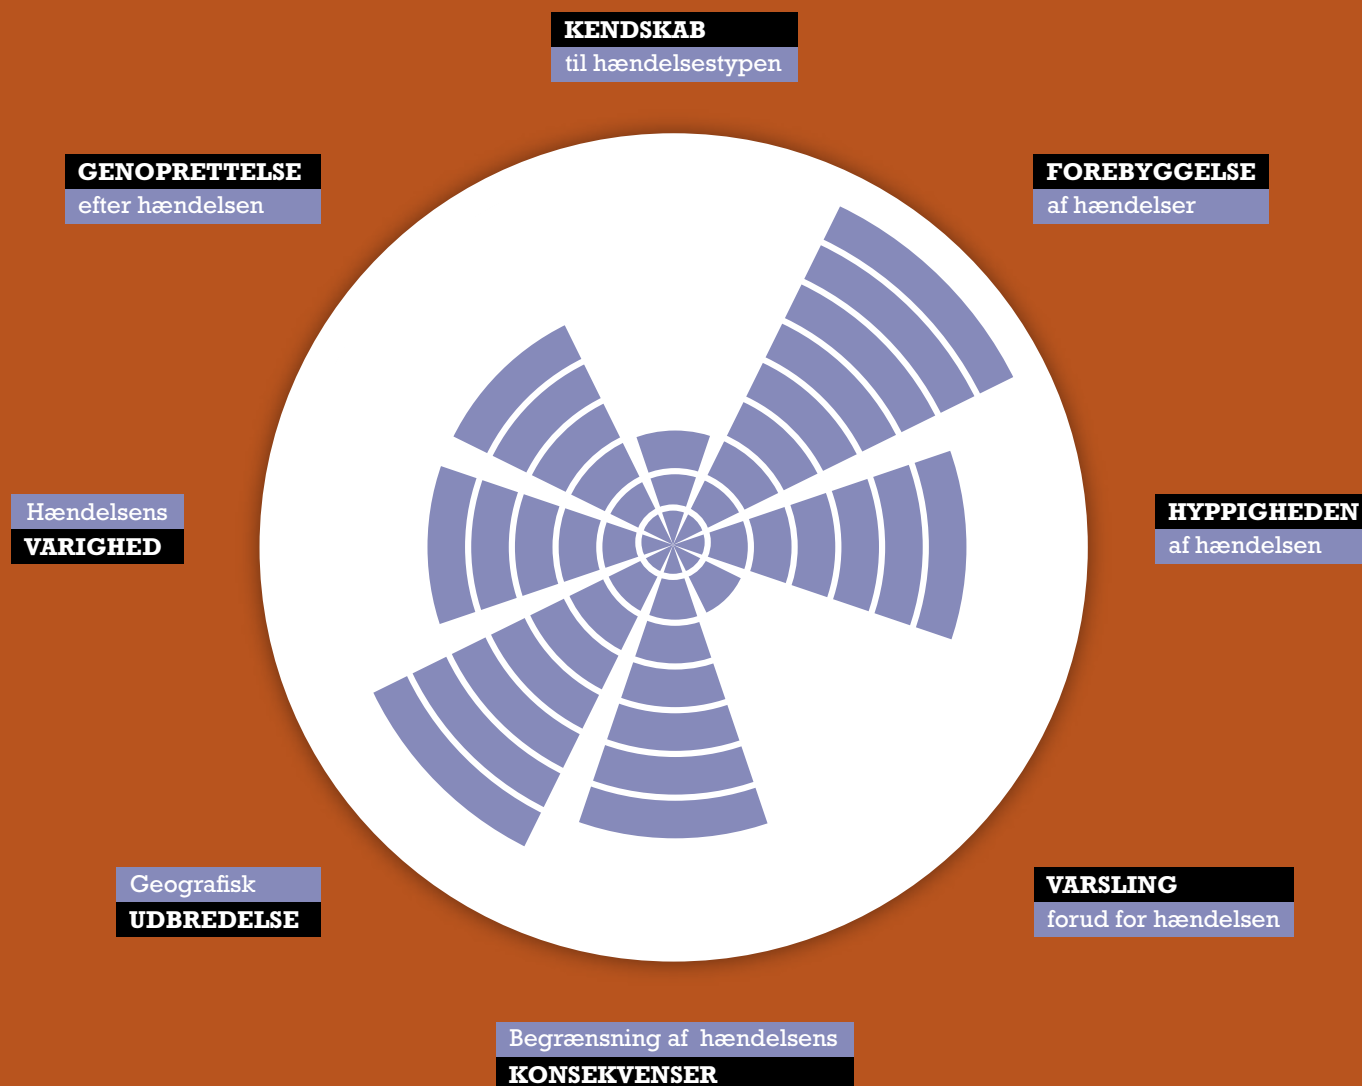 KENDSKAB
til hændelsestypen
GENOPRETTELSE
efter hændelsen
FOREBYGGELSE
af hændelser
Hændelsens
VARIGHED
HYPPIGHEDEN
af hændelsen
Geografisk
UDBREDELSE
VARSLING
forud for hændelsen
Begrænsning af hændelsens
KONSEKVENSER